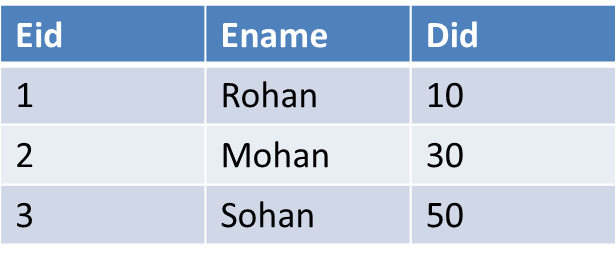 Eid Ename Did
1 Rohan 10
2 Mohan 30
3 Sohan 50